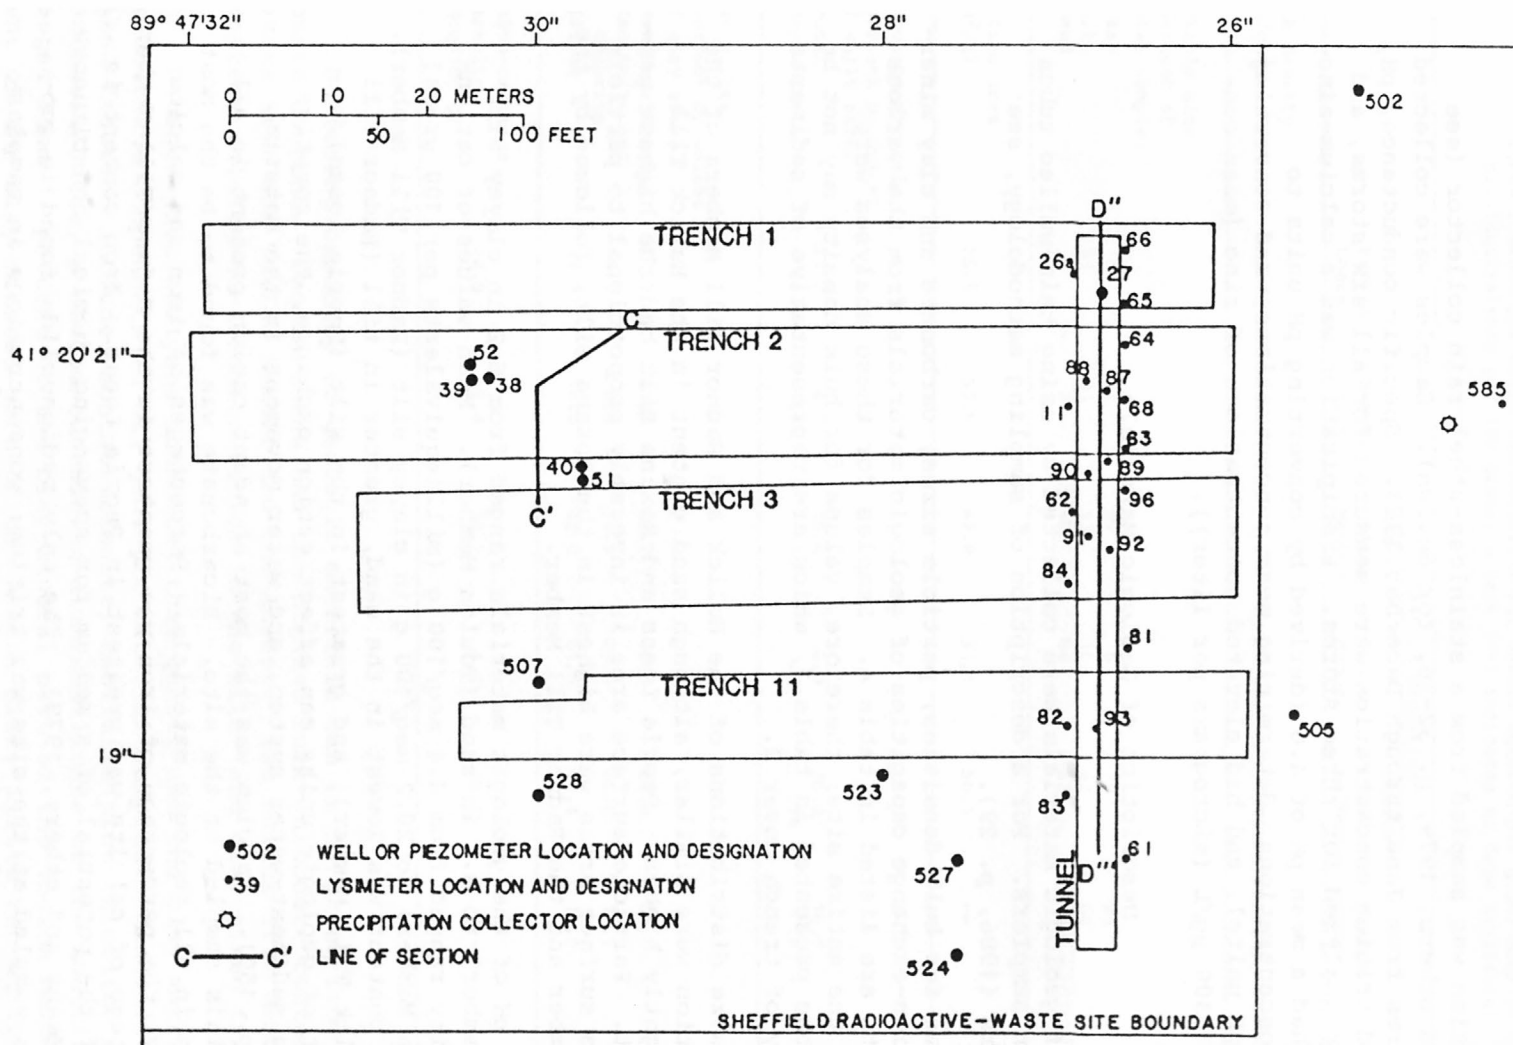 89° 47'32" 30" 28" 26"
0 10 20 METERS
0 50 100 FEET
502
D"
TRENCH 1
66
26a
27
65
C
TRENCH 2
64
41° 20'21"
52
39 38
88 87
11 68
585
63
40
51
90 89
TRENCH 3
96
C'
62
91 92
84
81
507
TRENCH 11
82 93
505
19"
528
523
83
527
61
D"'
TUNNEL
524
502 WELL OR PIEZOMETER LOCATION AND DESIGNATION
39 LYSIMETER LOCATION AND DESIGNATION
PRECIPITATION COLLECTOR LOCATION
C C' LINE OF SECTION
SHEFFIELD RADIOACTIVE-WASTE SITE BOUNDARY